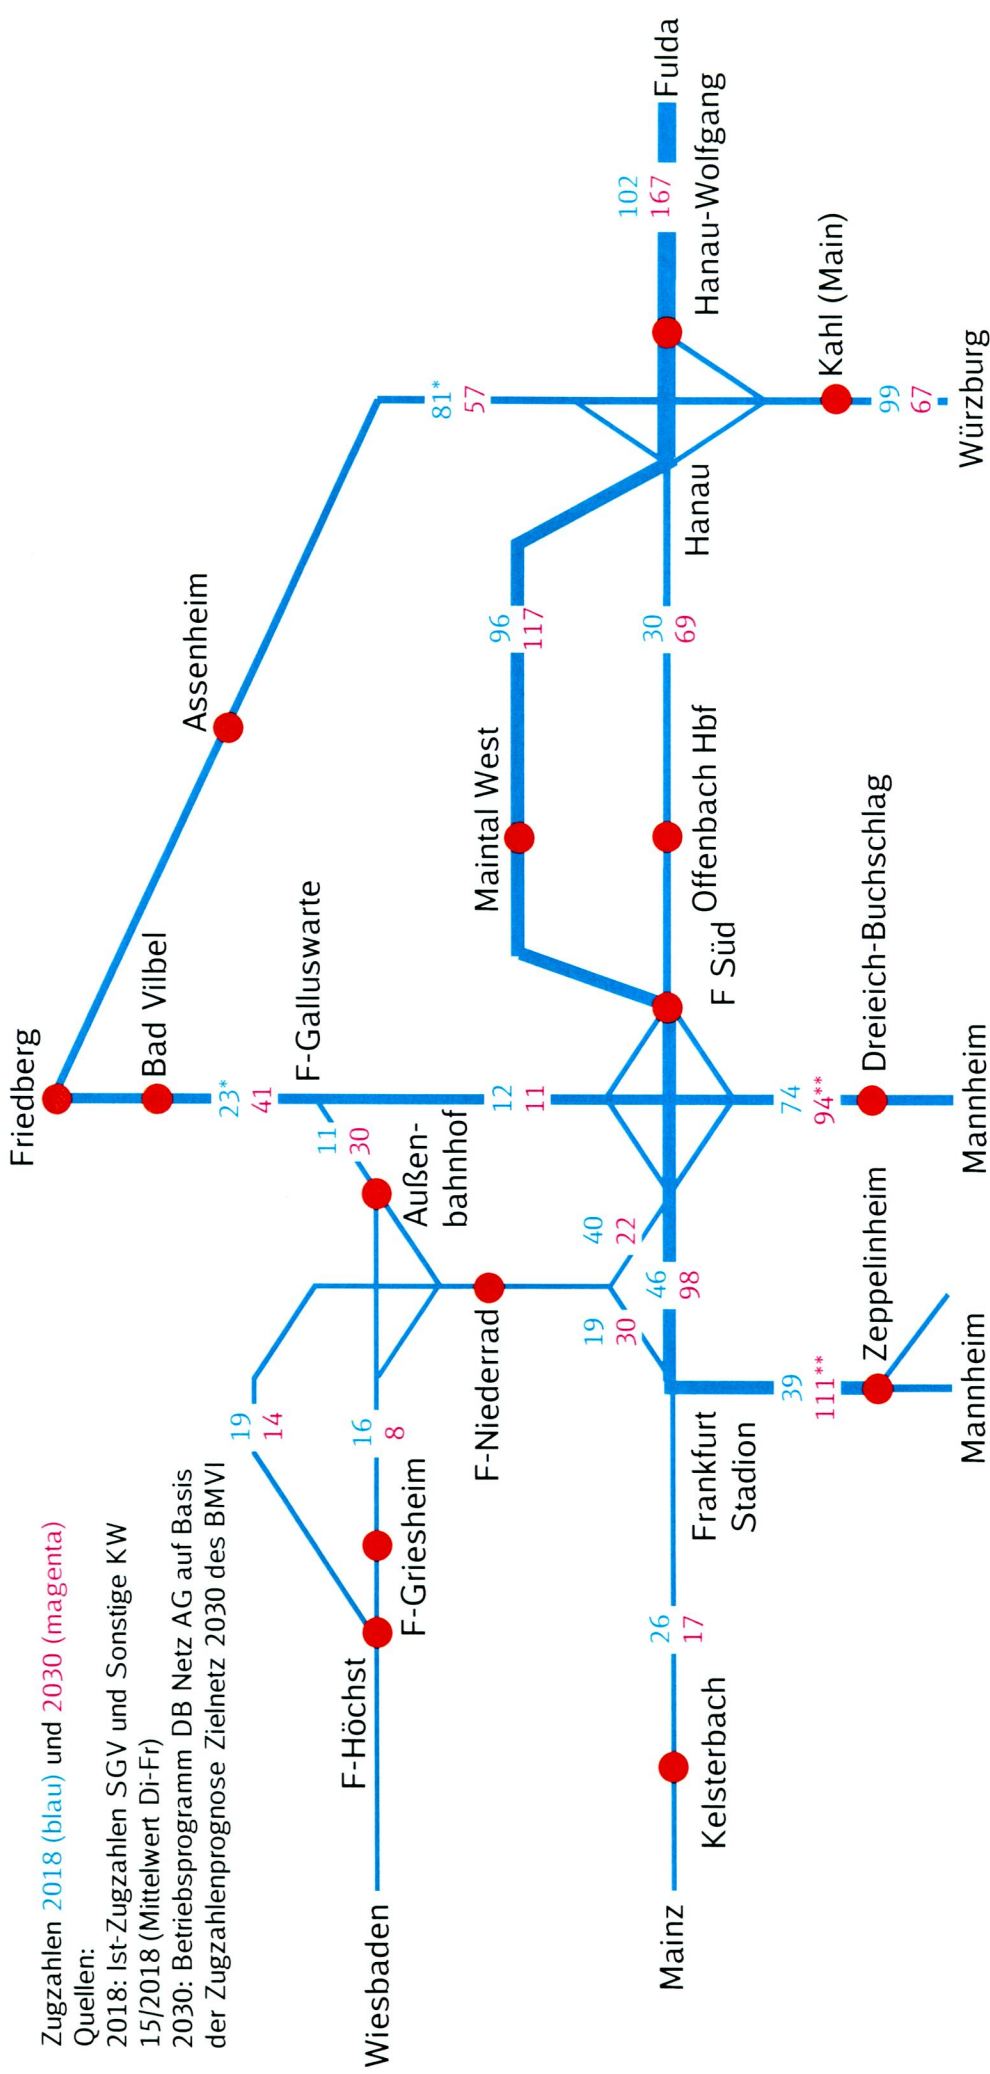 Zugzahlen 2018 (blau) und 2030 (magenta)
Quellen:
2018: Ist-Zugzahlen SGV und Sonstige KW
15/2018 (Mittelwert Di-Fr)
2030: Betriebsprogramm DB Netz AG auf Basis
der Zugzahlenprognose Zielnetz 2030 des BMVI
Friedberg
Bad Vilbel
23*
41
Assenheim
F-Galluswarte
11
30
Außen-
bahnhof
19
14
16
8
F-Höchst
F-Griesheim
Wiesbaden
F-Niederrad
12
11
81*
57
Maintal West
96
117
40
22
19
30
46
98
30
69
102
167
Fulda
Hanau-Wolfgang
Hanau
Offenbach Hbf
F Süd
Mainz
26
17
Kelsterbach
Frankfurt
Stadion
39
111**
74
94**
Zeppelinheim
Dreieich-Buchschlag
Kahl (Main)
99
67
Mannheim
Mannheim
Würzburg